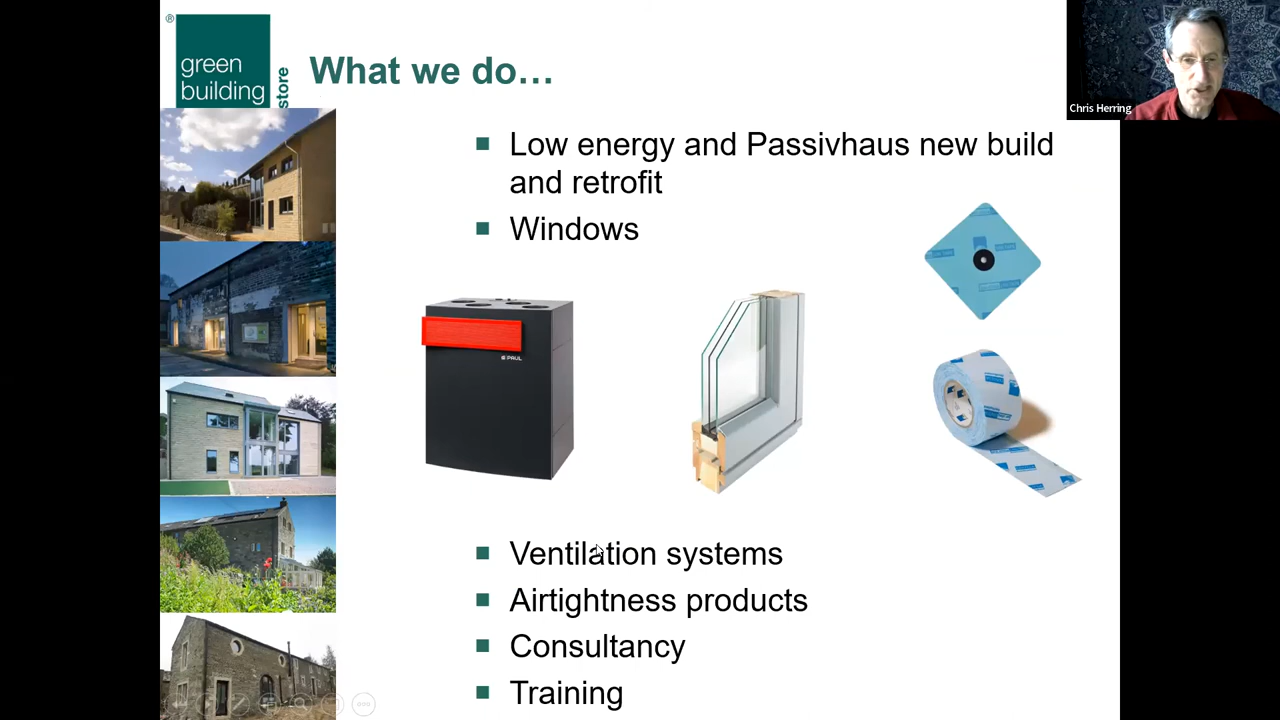 ®
green
building
store
What we do…
Chris Herring
Low energy and Passivhaus new build
and retrofit
Windows
PAUL
Ventilation systems
Airtightness products
Consultancy
Training